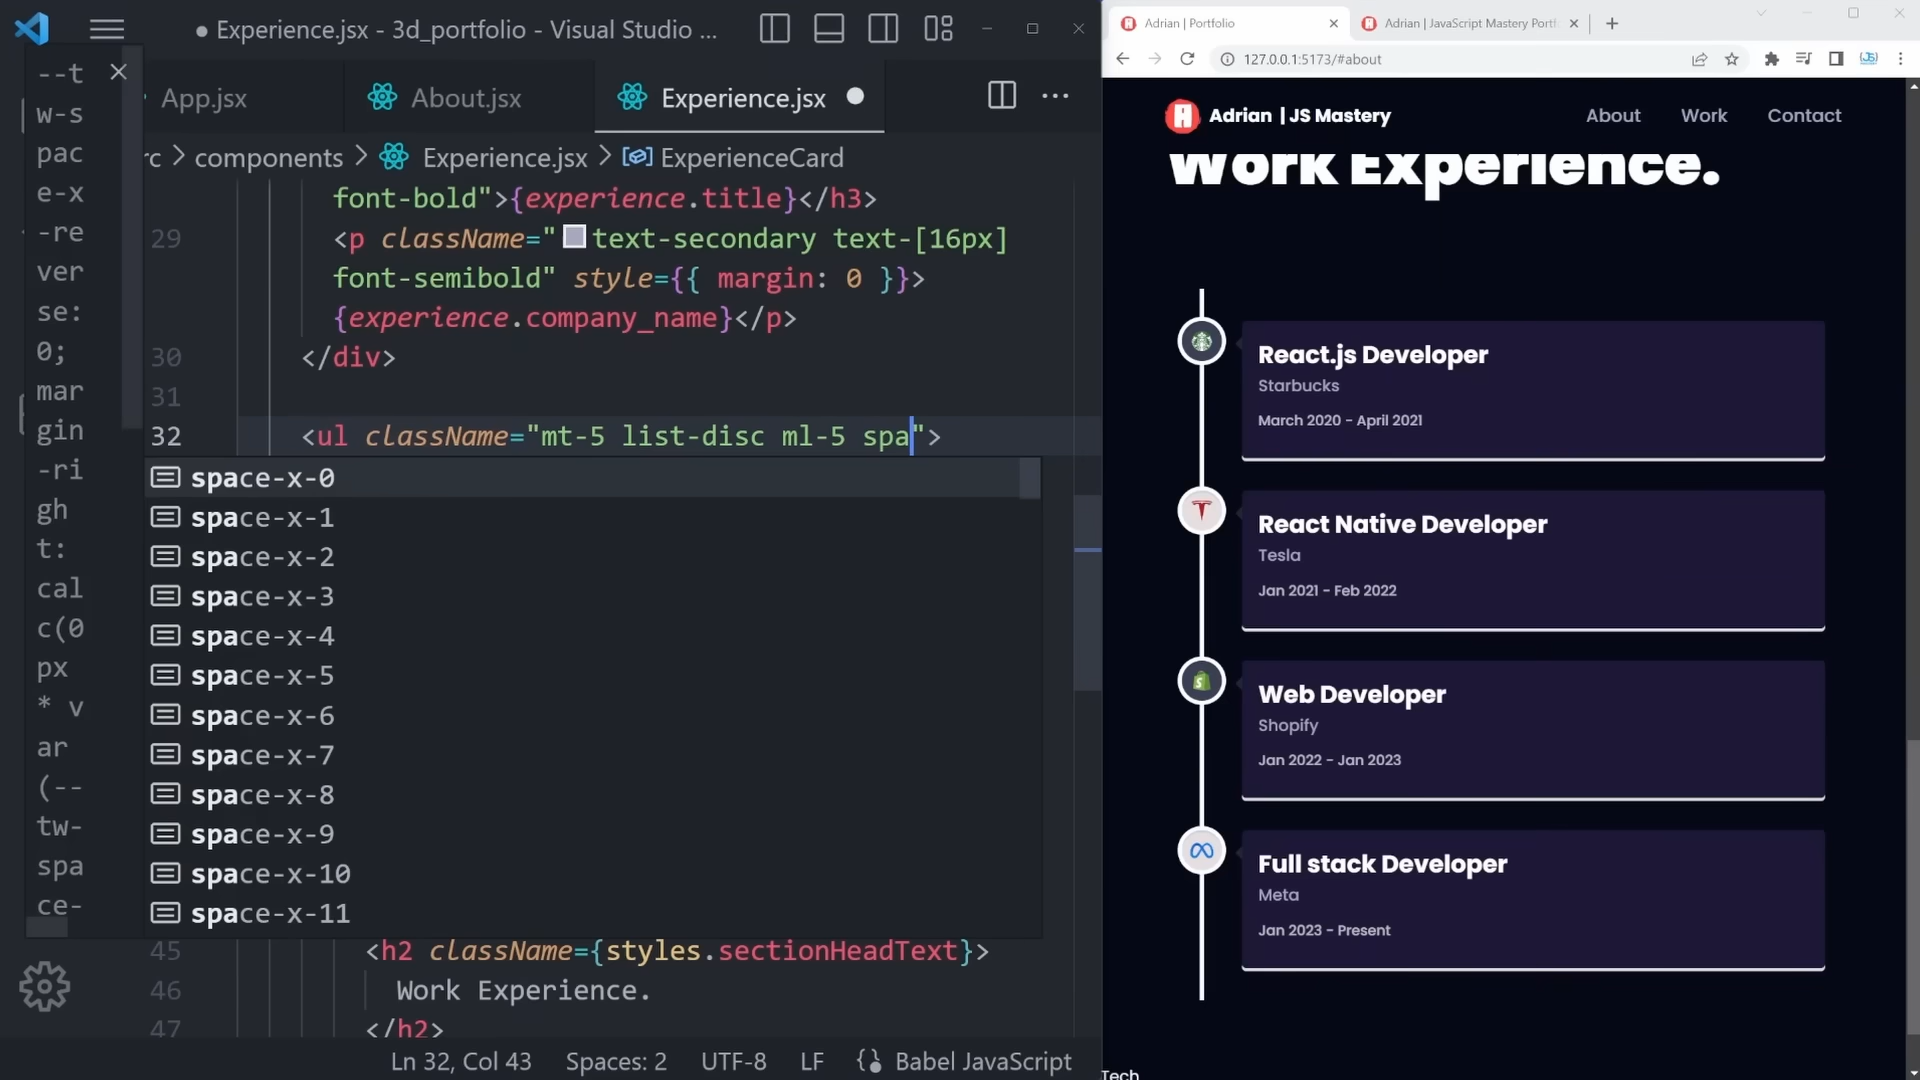 Experience.jsx - 3d_portfolio - Visual Studio ...
App.jsx
About.jsx
Experience.jsx
rc > components > Experience.jsx > ExperienceCard
--t
w-s
pac
e-x
-re
ver
se:
0;
mar
gin
-ri
gh
t:
cal
c(0
px
* v
ar
(--
tw-
spa
ce-
font-bold">{experience.title}</h3>
29 <p className="text-secondary text-[16px]
font-semibold" style={{ margin: 0 }}>
{experience.company_name}</p>
30 </div>
31
32 <ul className="mt-5 list-disc ml-5 spa">
space-x-0
space-x-1
space-x-2
space-x-3
space-x-4
space-x-5
space-x-6
space-x-7
space-x-8
space-x-9
space-x-10
space-x-11
45 <h2 className={styles.sectionHeadText}>
46 Work Experience.
47 </h2>
Ln 32, Col 43 Spaces: 2 UTF-8 LF Babel JavaScript
Adrian | Portfolio
Adrian | JavaScript Mastery Portf
127.0.0.1:5173/#about
Adrian | JS Mastery
About Work Contact
Work Experience.
React.js Developer
Starbucks
March 2020 - April 2021
React Native Developer
Tesla
Jan 2021 - Feb 2022
Web Developer
Shopify
Jan 2022 - Jan 2023
Full stack Developer
Meta
Jan 2023 - Present
Tech